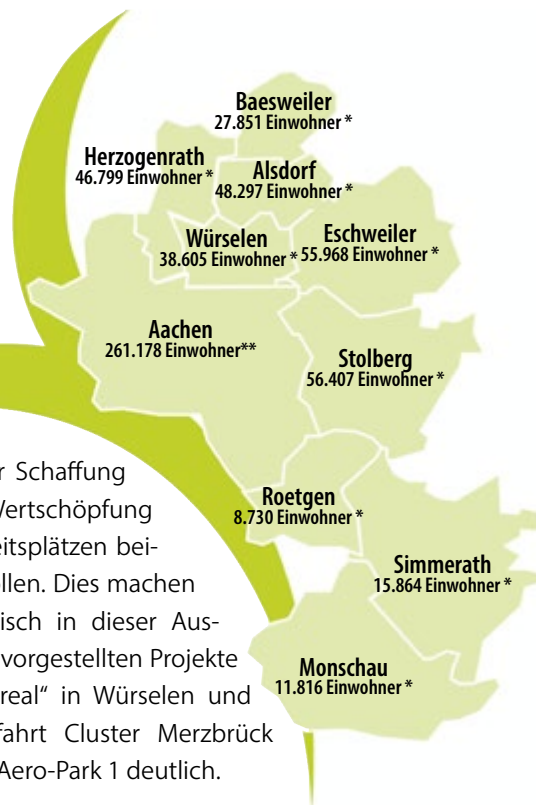 Baesweiler
27.851 Einwohner *
Herzogenrath
46.799 Einwohner *
Alsdorf
48.297 Einwohner *
Würselen
38.605 Einwohner *
Eschweiler
55.968 Einwohner *
Aachen
261.178 Einwohner**
Stolberg
56.407 Einwohner *
Roetgen
8.730 Einwohner *
Simmerath
15.864 Einwohner *
Monschau
11.816 Einwohner *
r Schaffung
Wertschöpfung
eitsplätzen bei-
ollen. Dies machen
isch in dieser Aus-
vorgestellten Projekte
real“ in Würselen und
fahrt Cluster Merzbrück
Aero-Park 1 deutlich.